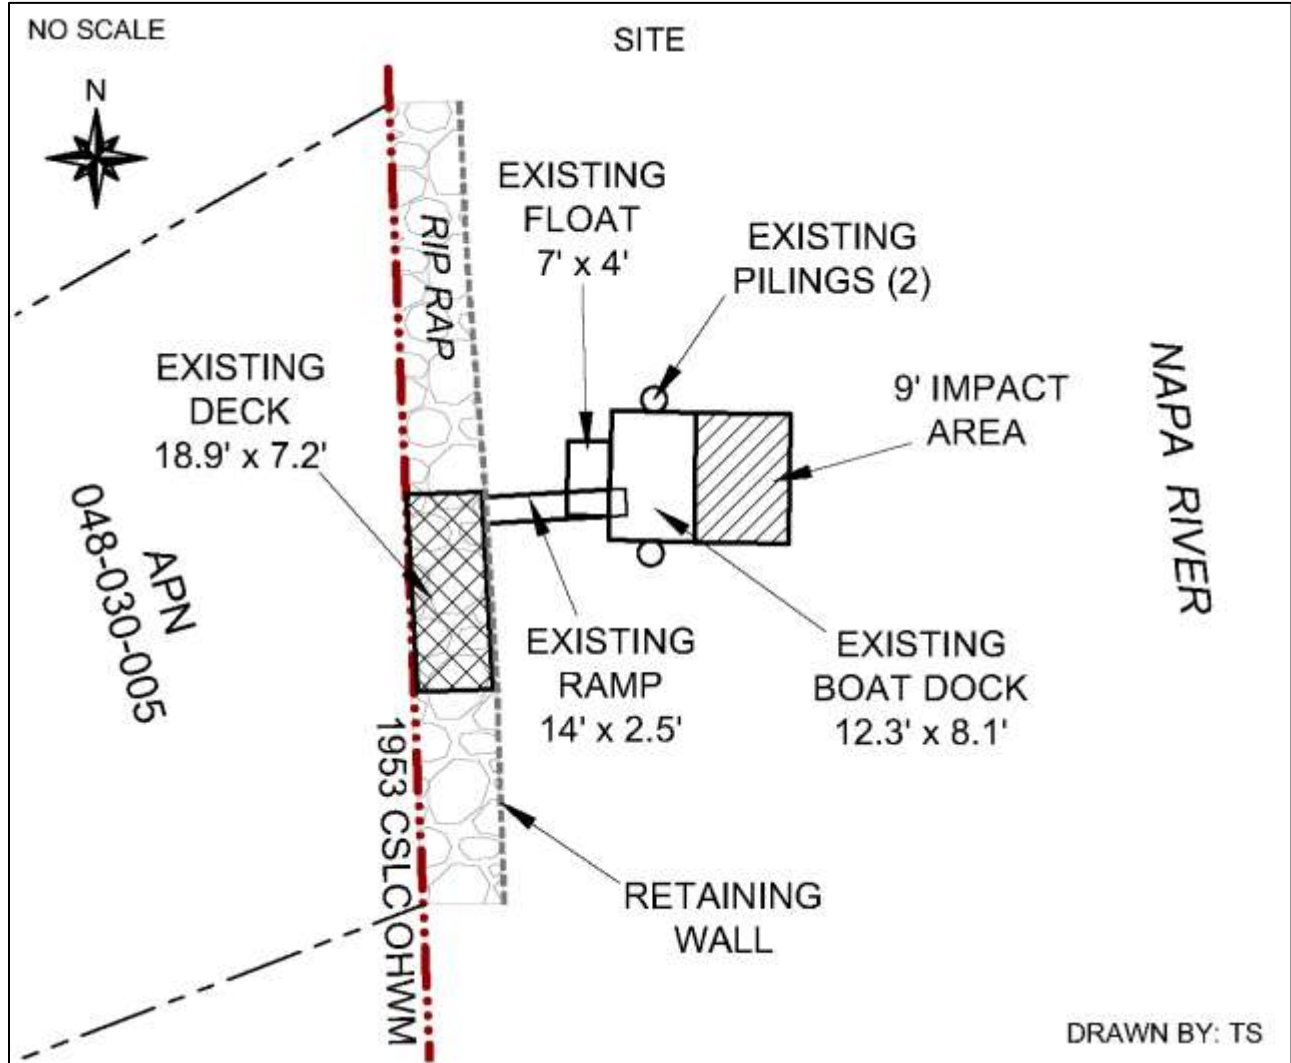 NO SCALE
SITE
N
EXISTING
FLOAT
7' x 4'
EXISTING
PILINGS (2)
RIP RAP
EXISTING
DECK
18.9' x 7.2'
9' IMPACT
AREA
NAPA RIVER
APN
048-030-005
EXISTING
RAMP
14' x 2.5'
EXISTING
BOAT DOCK
12.3' x 8.1'
1953 CSLC OHWM
RETAINING
WALL
DRAWN BY: TS